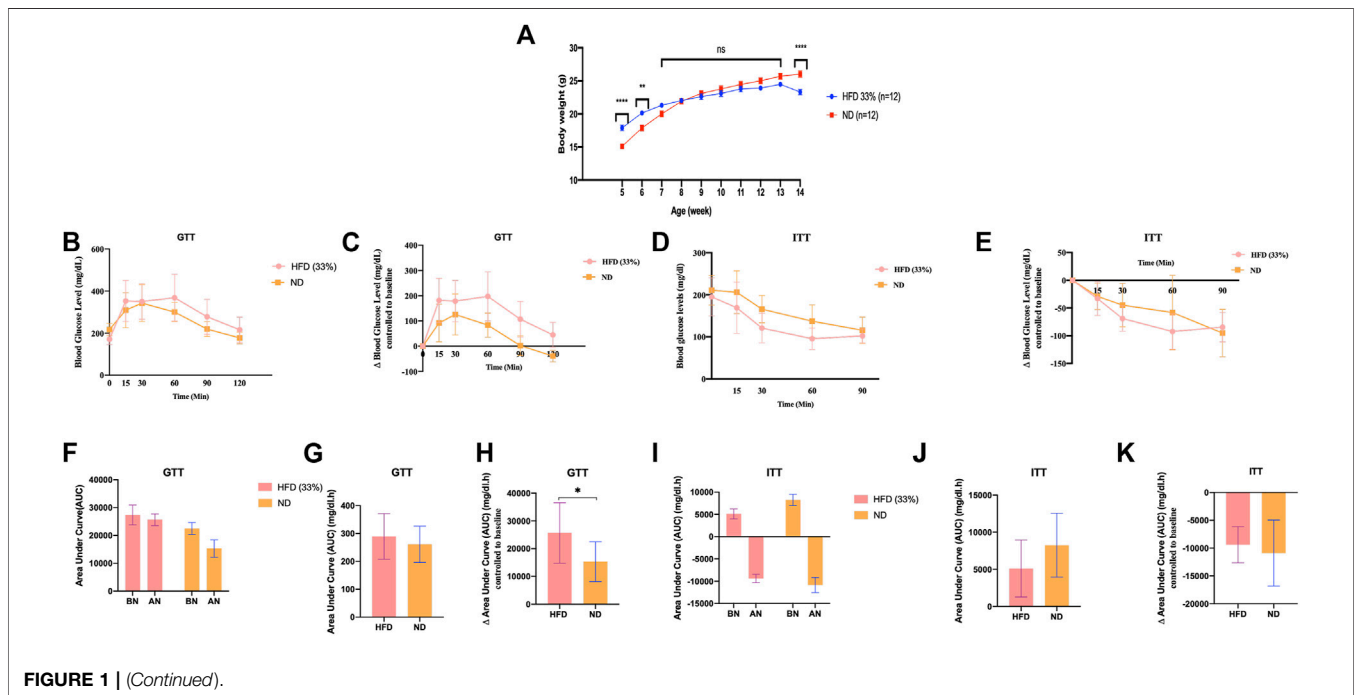 A
ns
****
**
****
30
25
20
15
10
Body weight (g)
5 6 7 8 9 10 11 12 13 14
Age (week)
HFD 33% (n=12)
ND (n=12)
B
GTT
Blood Glucose Level (mg/dL)
600
400
200
0
0 15 30 60 90 120
Time (Min)
HFD (33%)
ND
C
GTT
Δ Blood Glucose Level (mg/dL)
controlled to baseline
400
300
200
100
0
-100
0 15 30 60 90 120
Time (Min)
HFD (33%)
ND
D
ITT
Blood glucose levels (mg/dl)
300
200
100
0
15 30 60 90
Time (Min)
HFD (33%)
ND
E
ITT
Δ Blood Glucose Level (mg/dL)
controlled to baseline
50
0
-50
-100
-150
Time (Min)
15 30 60 90
HFD (33%)
ND
F
GTT
Area Under Curve(AUC)
40000
30000
20000
10000
0
BN AN BN AN
HFD (33%)
ND
G
GTT
Area Under Curve (AUC) (mg/dl.h)
400
300
200
100
0
HFD ND
H
GTT
*
Δ Area Under Curve (AUC) (mg/dl.h)
controlled to baseline
40000
30000
20000
10000
0
HFD ND
I
ITT
Area Under Curve (AUC) (mg/dl.h)
10000
5000
0
-5000
-10000
-15000
BN AN BN AN
HFD (33%)
ND
J
ITT
Area Under Curve (AUC) (mg/dl.h)
15000
10000
5000
0
HFD ND
K
ITT
Δ Area Under Curve (AUC) (mg/dl.h)
controlled to baseline
0
-5000
-10000
-15000
-20000
HFD ND
FIGURE 1 | (Continued).